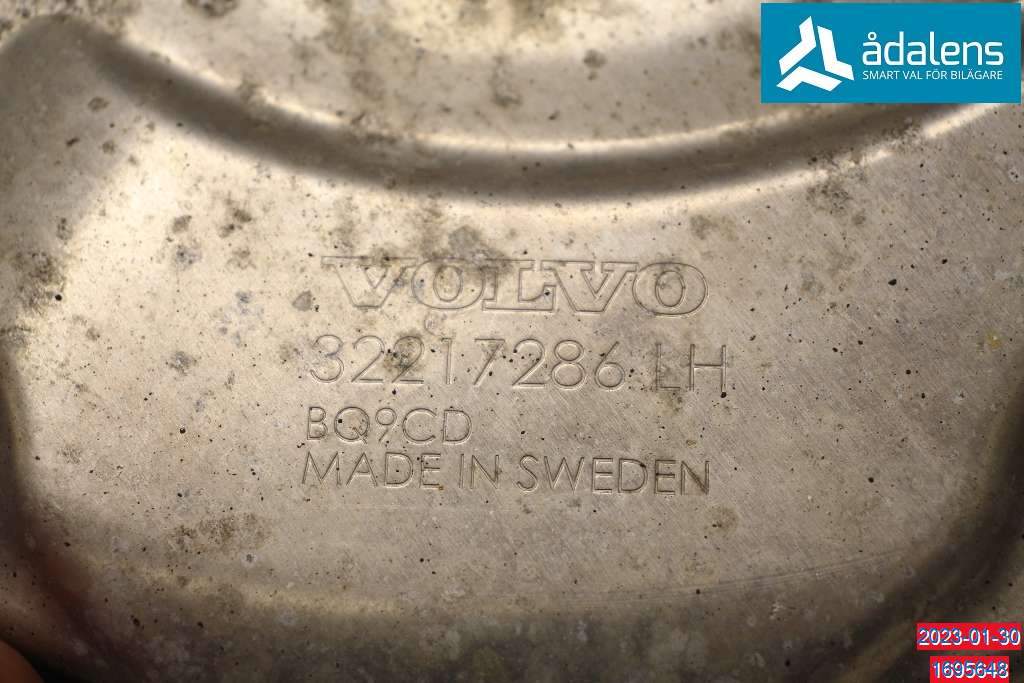 ådalens
SMART VAL FÖR BILÄGARE
VOLVO
32217286 LH
BQ9CD
MADE IN SWEDEN
2023-01-30
1695648